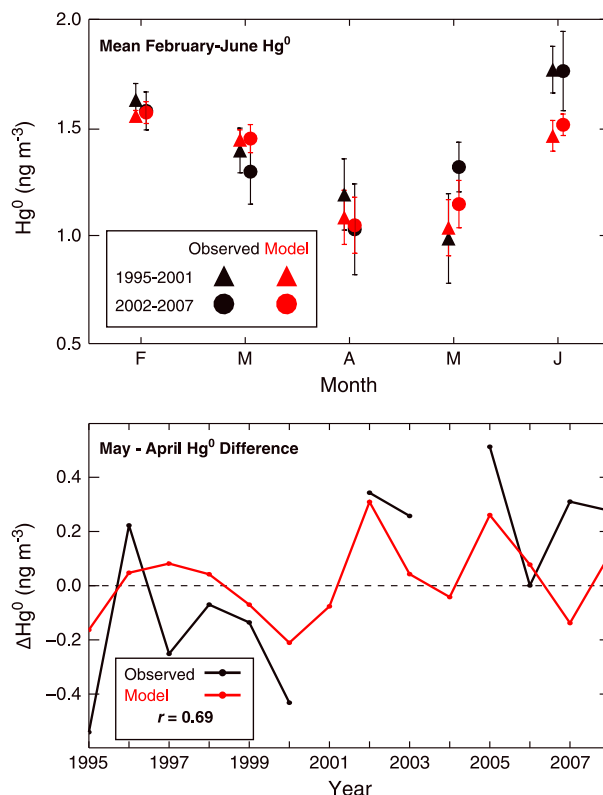 Mean February-June Hg⁰
2.0
1.5
1.0
0.5
Hg⁰ (ng m⁻³)
Observed Model
1995-2001
2002-2007
F M A M J
Month
May - April Hg⁰ Difference
0.4
0.2
0.0
−0.2
−0.4
ΔHg⁰ (ng m⁻³)
Observed
Model
r = 0.69
1995 1997 1999 2001 2003 2005 2007
Year